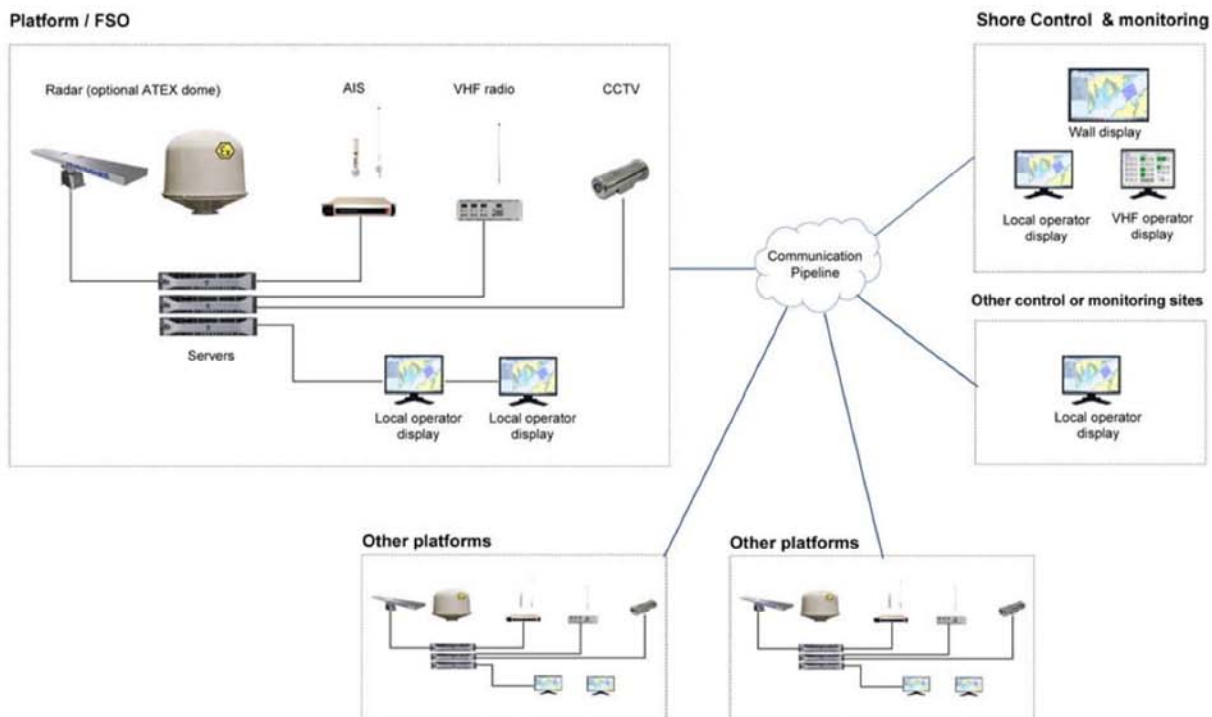 Platform / FSO
Shore Control & monitoring
Radar (optional ATEX dome)
AIS
VHF radio
CCTV
Wall display
Local operator
display
VHF operator
display
Communication
Pipeline
Servers
Local operator
display
Local operator
display
Other control or monitoring sites
Local operator
display
Other platforms
Other platforms